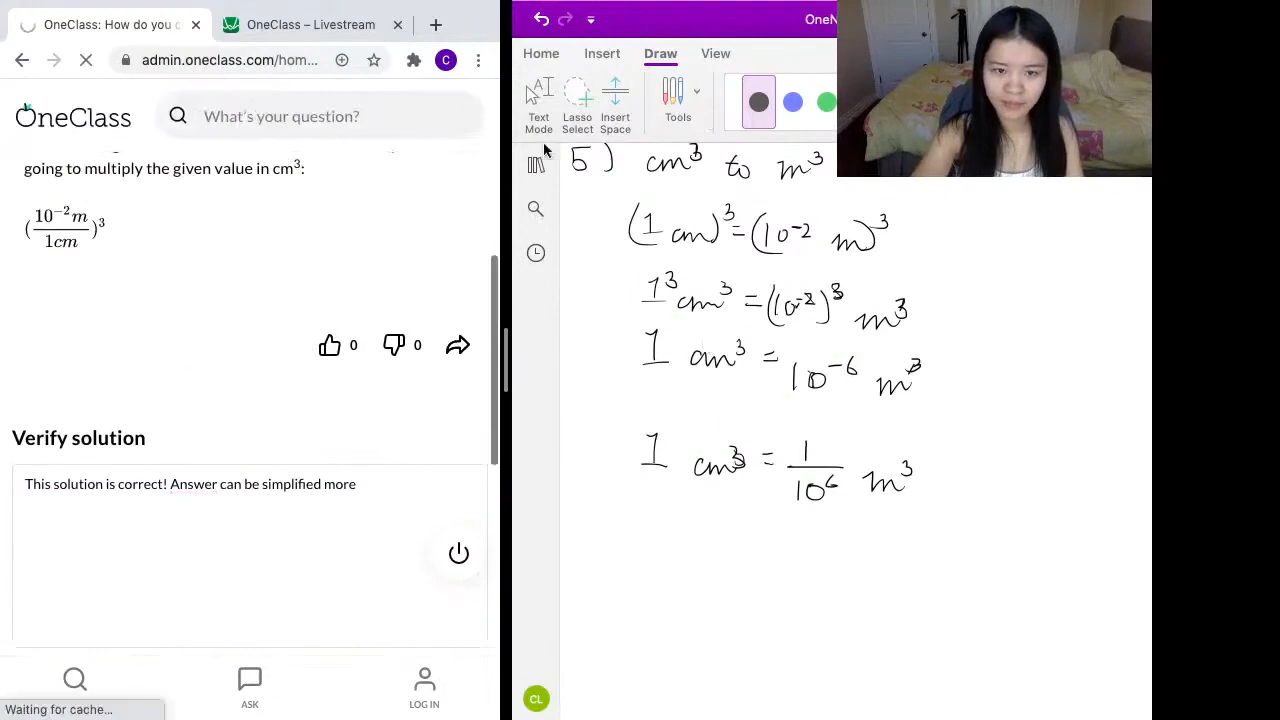 OneClass: How do you c
OneClass – Livestream
admin.oneclass.com/hom...
C
OneClass
What's your question?
going to multiply the given value in cm³:
(10⁻²m / 1cm)³
0
0
Verify solution
This solution is correct! Answer can be simplified more
ASK
LOG IN
Waiting for cache...
OneN
Home
Insert
Draw
View
Text Mode
Lasso Select
Insert Space
Tools
5) cm³ to m³
(1 cm)³ = (10⁻² m)³
1³ cm³ = (10⁻²)³ m³
1 cm³ = 10⁻⁶ m³
1 cm³ = 1/10⁶ m³
CL